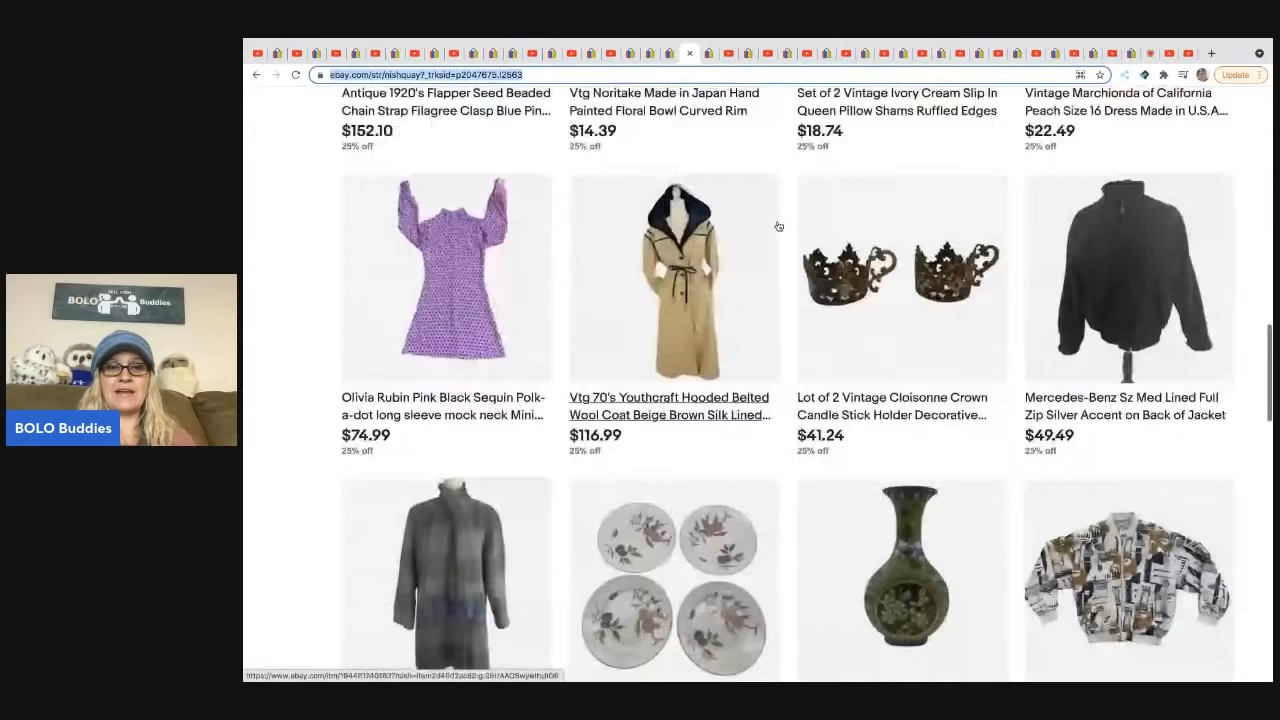 ebay.com/str/nishquay?_trksid=p2047675.l2563
Update
Antique 1920's Flapper Seed Beaded
Chain Strap Filagree Clasp Blue Pin...
$152.10
25% off
Vtg Noritake Made in Japan Hand
Painted Floral Bowl Curved Rim
$14.39
25% off
Set of 2 Vintage Ivory Cream Slip In
Queen Pillow Shams Ruffled Edges
$18.74
25% off
Vintage Marchionda of California
Peach Size 16 Dress Made in U.S.A...
$22.49
25% off
BOLO Buddies
BOLO Buddies
Olivia Rubin Pink Black Sequin Polk-
a-dot long sleeve mock neck Mini...
$74.99
25% off
Vtg 70's Youthcraft Hooded Belted
Wool Coat Beige Brown Silk Lined...
$116.99
25% off
Lot of 2 Vintage Cloisonne Crown
Candle Stick Holder Decorative...
$41.24
25% off
Mercedes-Benz Sz Med Lined Full
Zip Silver Accent on Back of Jacket
$49.49
25% off